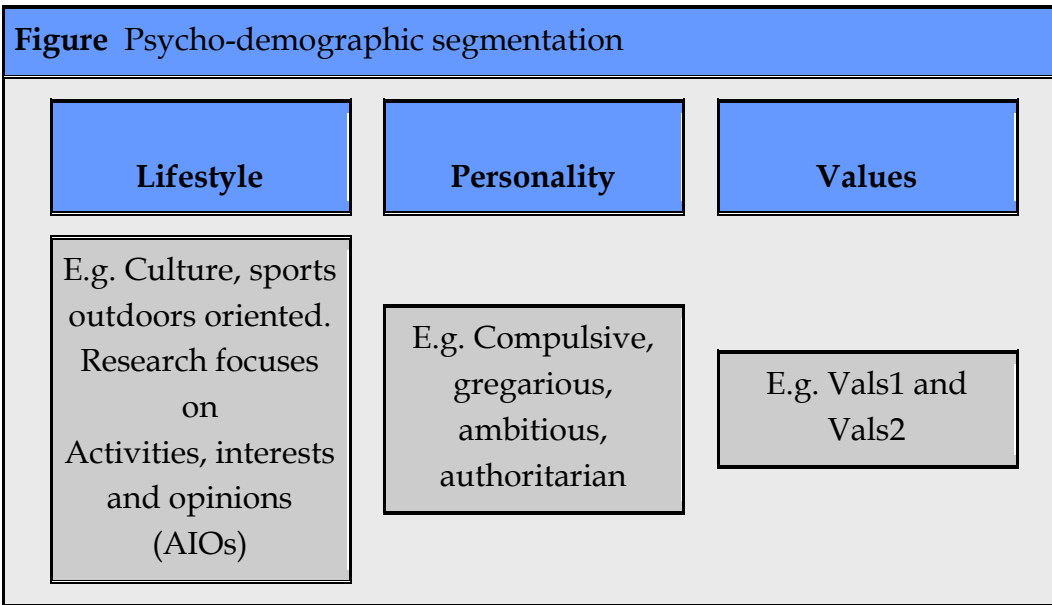 Figure Psycho-demographic segmentation
Lifestyle
Personality
Values
E.g. Culture, sports
outdoors oriented.
Research focuses
on
Activities, interests
and opinions
(AIOs)
E.g. Compulsive,
gregarious,
ambitious,
authoritarian
E.g. Vals1 and
Vals2